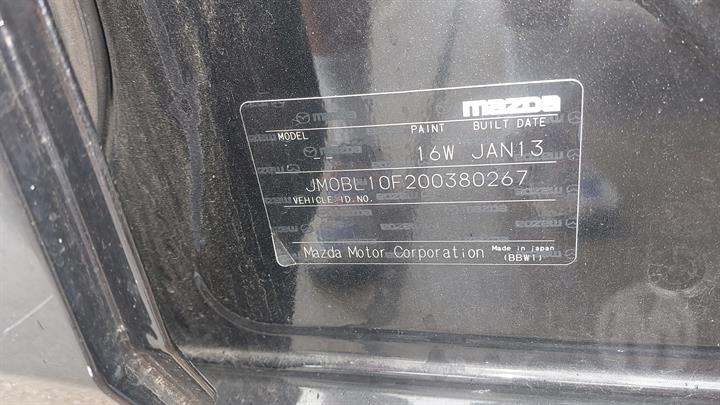 mazda
MODEL PAINT BUILT DATE
-- 16W JAN13
JM0BL10F200380267
VEHICLE ID.NO.
Mazda Motor Corporation Made in Japan
(BBW1)